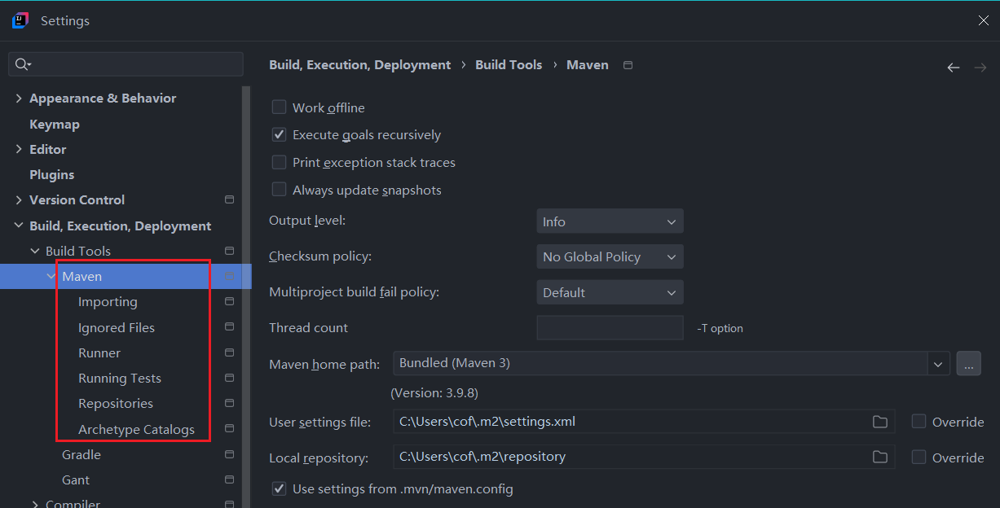 Settings
Build, Execution, Deployment › Build Tools › Maven
Appearance & Behavior
Keymap
Editor
Plugins
Version Control
Build, Execution, Deployment
Build Tools
Maven
Importing
Ignored Files
Runner
Running Tests
Repositories
Archetype Catalogs
Gradle
Gant
Compiler
Work offline
Execute goals recursively
Print exception stack traces
Always update snapshots
Output level: Info
Checksum policy: No Global Policy
Multiproject build fail policy: Default
Thread count -T option
Maven home path: Bundled (Maven 3) ...
(Version: 3.9.8)
User settings file: C:\Users\cof\.m2\settings.xml Override
Local repository: C:\Users\cof\.m2\repository Override
Use settings from .mvn/maven.config